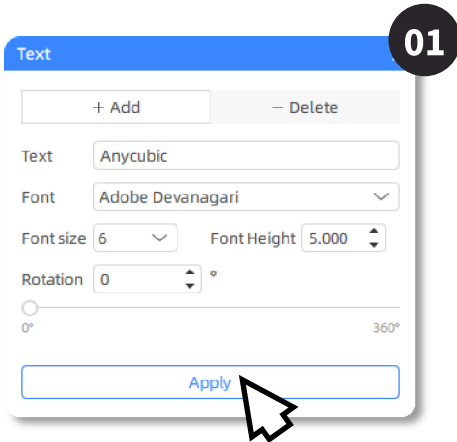 01
Text
+ Add
− Delete
Text Anycubic
Font Adobe Devanagari
Font size 6 Font Height 5.000
Rotation 0 °
0° 360°
Apply